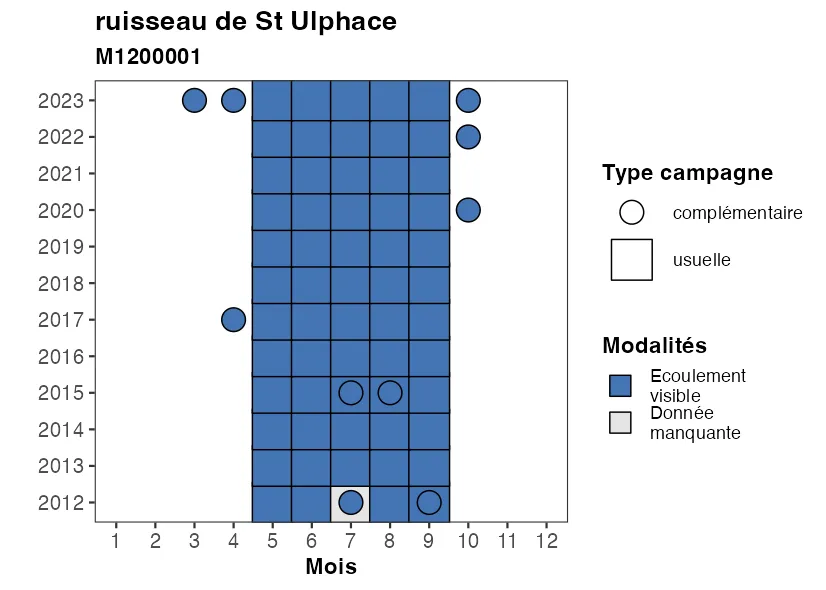 ruisseau de St Ulphace
M1200001
2023
2022
2021
2020
2019
2018
2017
2016
2015
2014
2013
2012
1 2 3 4 5 6 7 8 9 10 11 12
Mois
Type campagne
complémentaire
usuelle
Modalités
Ecoulement
visible
Donnée
manquante